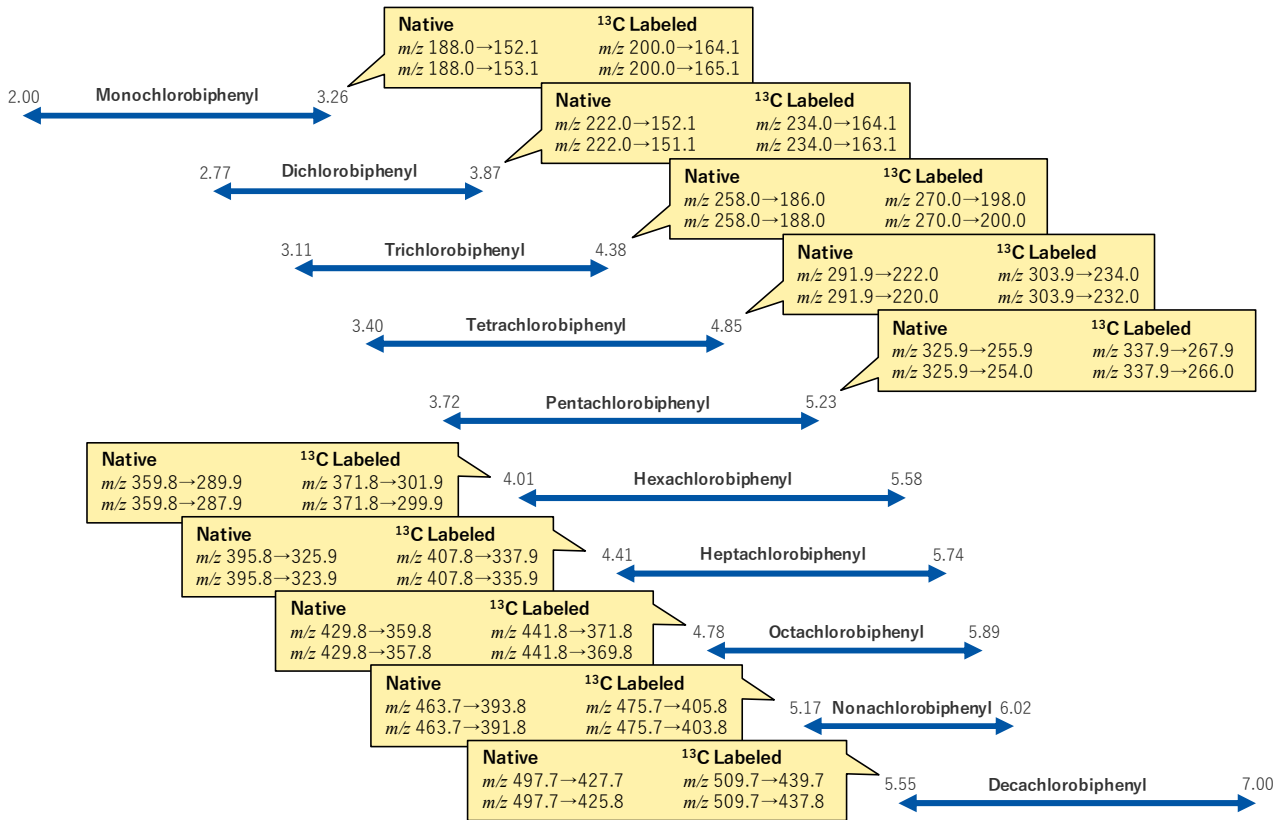 Native ¹³C Labeled
m/z 188.0→152.1 m/z 200.0→164.1
m/z 188.0→153.1 m/z 200.0→165.1
2.00 Monochlorobiphenyl 3.26
Native ¹³C Labeled
m/z 222.0→152.1 m/z 234.0→164.1
m/z 222.0→151.1 m/z 234.0→163.1
2.77 Dichlorobiphenyl 3.87
Native ¹³C Labeled
m/z 258.0→186.0 m/z 270.0→198.0
m/z 258.0→188.0 m/z 270.0→200.0
3.11 Trichlorobiphenyl 4.38
Native ¹³C Labeled
m/z 291.9→222.0 m/z 303.9→234.0
m/z 291.9→220.0 m/z 303.9→232.0
3.40 Tetrachlorobiphenyl 4.85
Native ¹³C Labeled
m/z 325.9→255.9 m/z 337.9→267.9
m/z 325.9→254.0 m/z 337.9→266.0
3.72 Pentachlorobiphenyl 5.23
Native ¹³C Labeled
m/z 359.8→289.9 m/z 371.8→301.9
m/z 359.8→287.9 m/z 371.8→299.9
4.01 Hexachlorobiphenyl 5.58
Native ¹³C Labeled
m/z 395.8→325.9 m/z 407.8→337.9
m/z 395.8→323.9 m/z 407.8→335.9
4.41 Heptachlorobiphenyl 5.74
Native ¹³C Labeled
m/z 429.8→359.8 m/z 441.8→371.8
m/z 429.8→357.8 m/z 441.8→369.8
4.78 Octachlorobiphenyl 5.89
Native ¹³C Labeled
m/z 463.7→393.8 m/z 475.7→405.8
m/z 463.7→391.8 m/z 475.7→403.8
5.17 Nonachlorobiphenyl 6.02
Native ¹³C Labeled
m/z 497.7→427.7 m/z 509.7→439.7
m/z 497.7→425.8 m/z 509.7→437.8
5.55 Decachlorobiphenyl 7.00